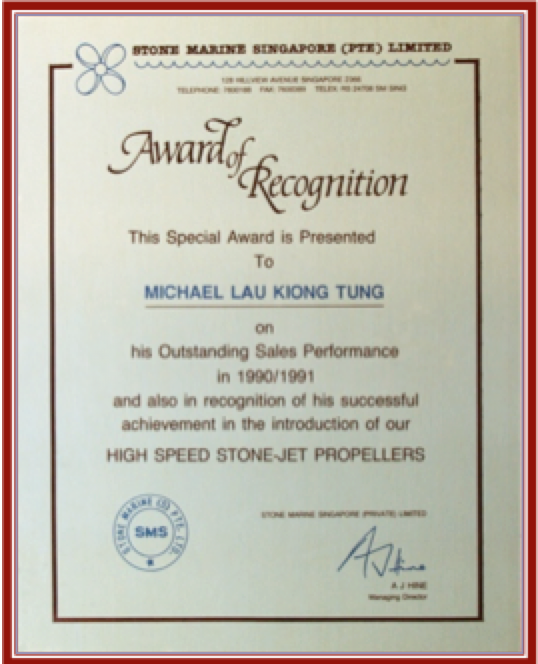 STONE MARINE SINGAPORE (PTE) LIMITED
129 HILLVIEW AVENUE SINGAPORE 2366
TELEPHONE: FAX: TELEX: RS 24708 SM SING
Award of
Recognition
This Special Award is Presented
To
MICHAEL LAU KIONG TUNG
on
his Outstanding Sales Performance
in 1990/1991
and also in recognition of his successful
achievement in the introduction of our
HIGH SPEED STONE-JET PROPELLERS
STONE MARINE (S) PTE. LTD.
SMS
STONE MARINE SINGAPORE (PRIVATE) LIMITED
AJ Hine
A J HINE
Managing Director